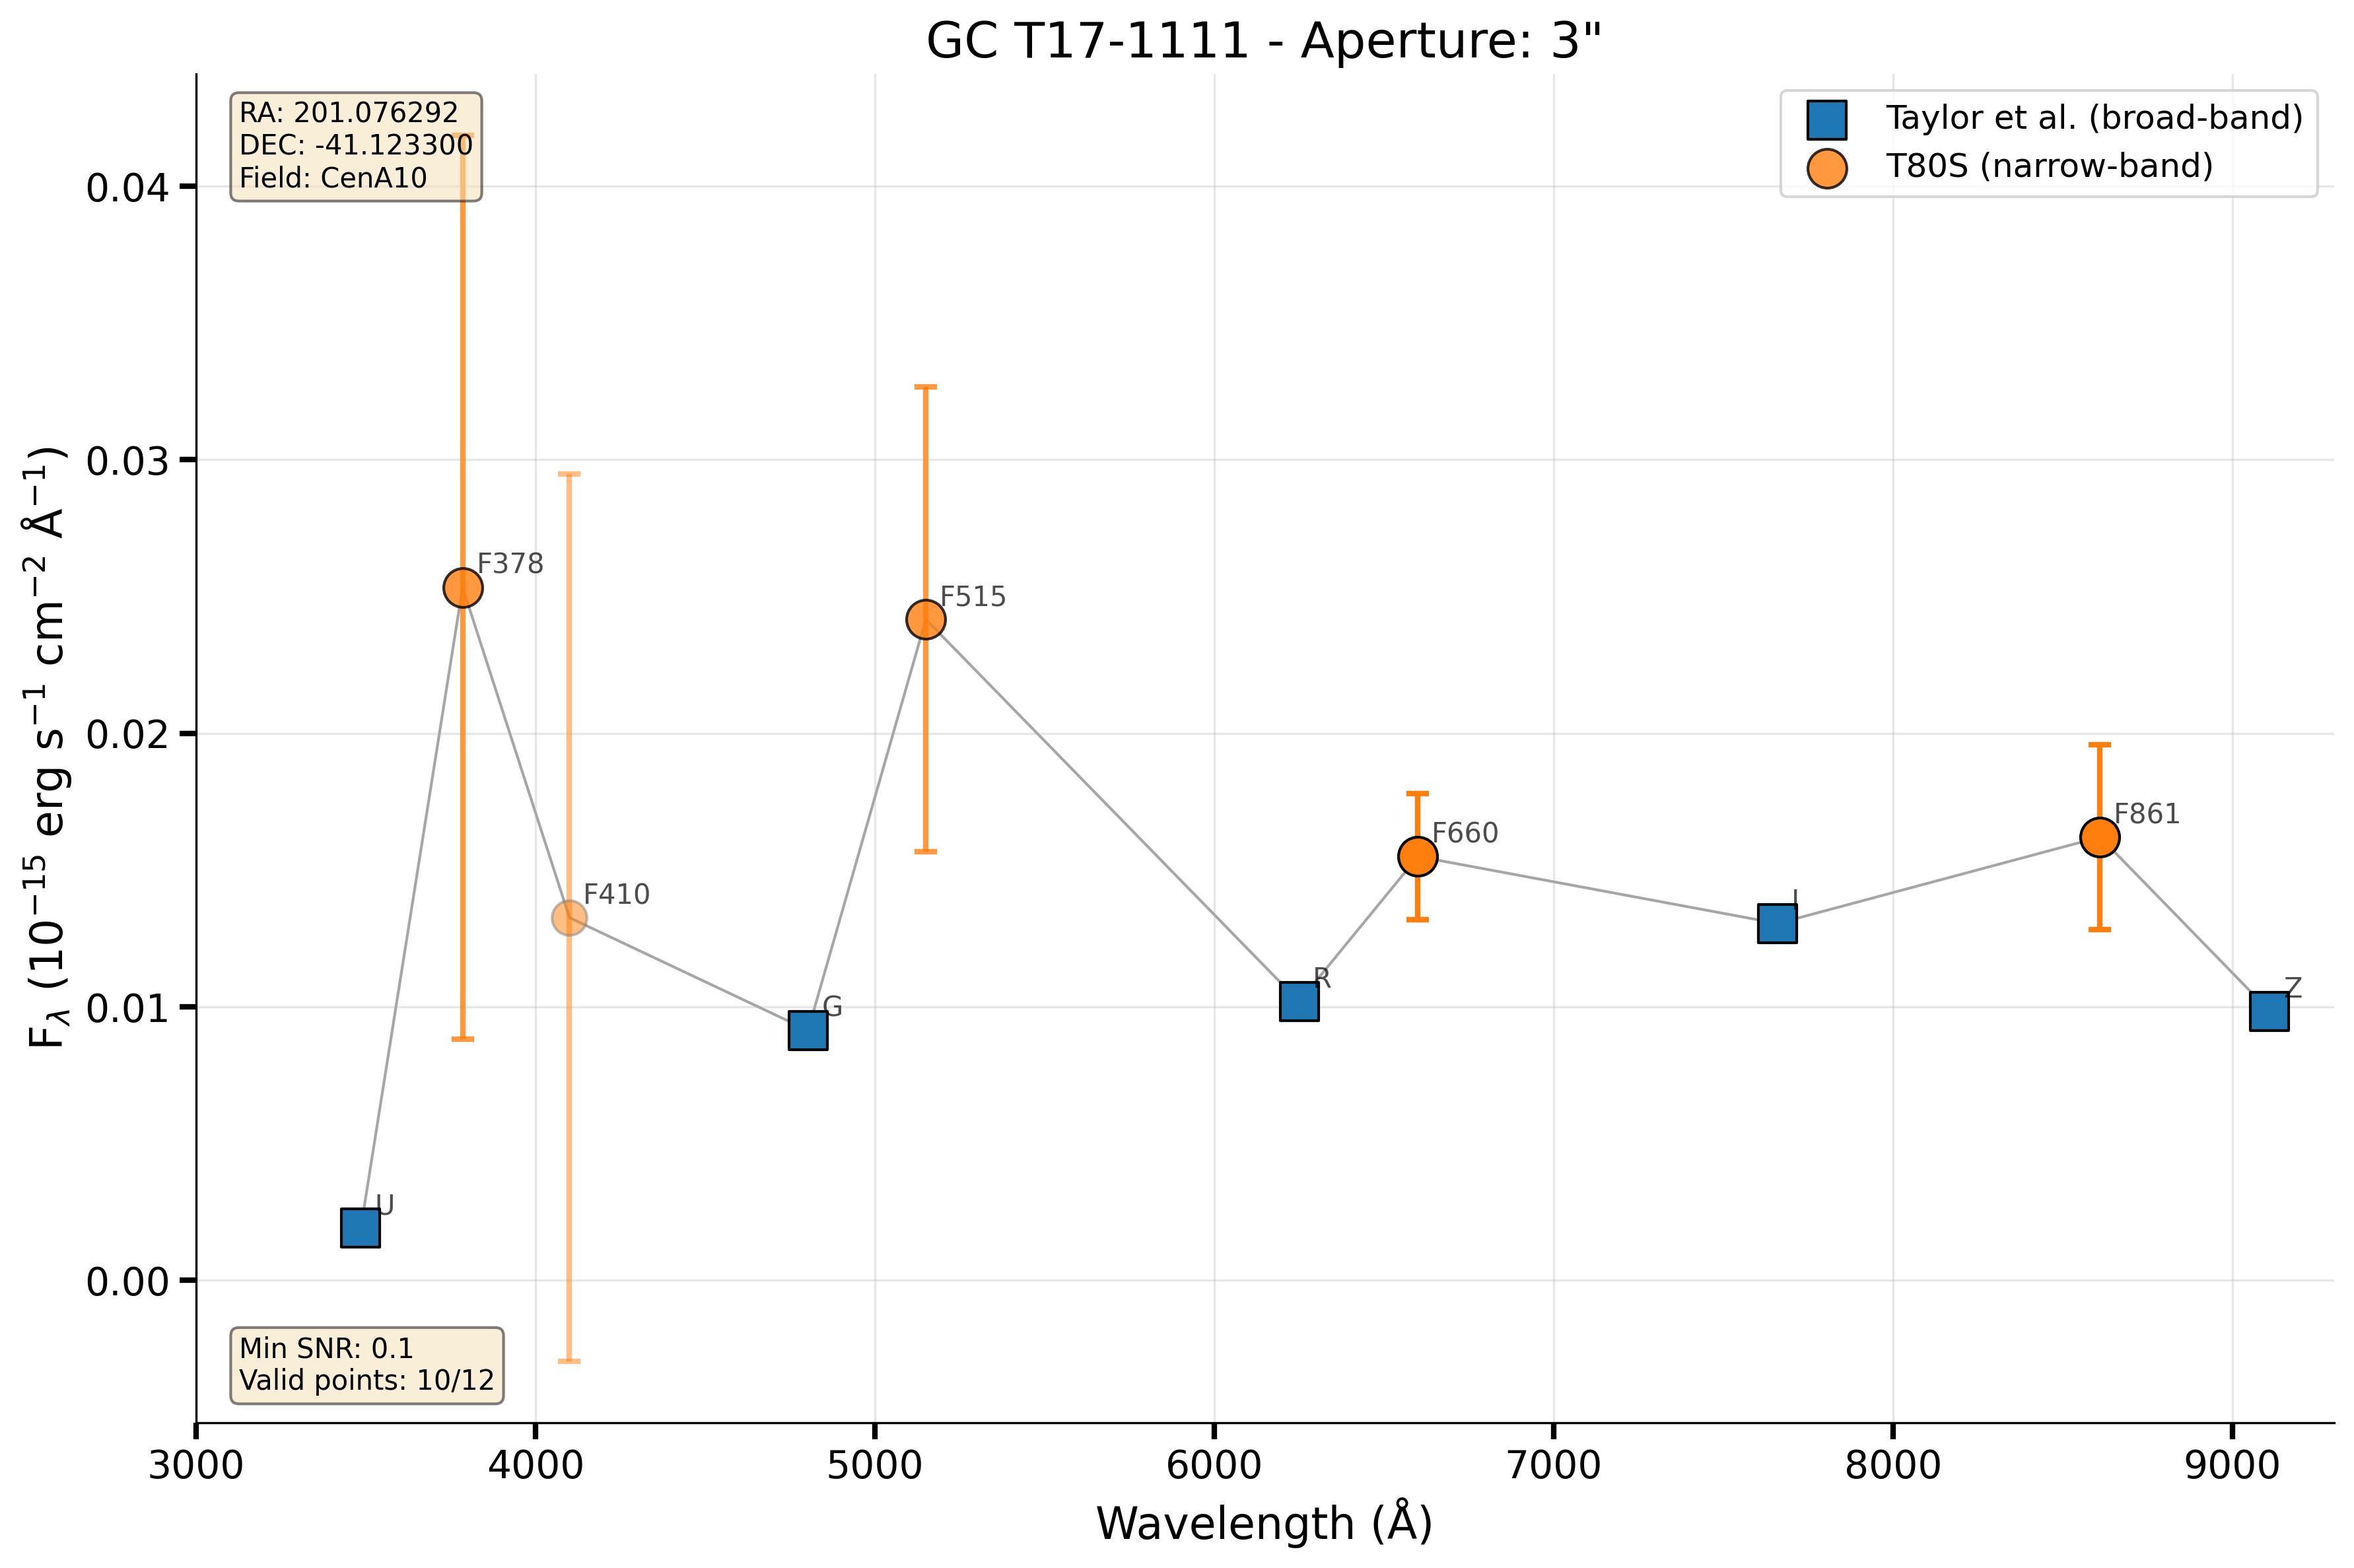 GC T17-1111 - Aperture: 3"
RA: 201.076292
DEC: -41.123300
Field: CenA10
Taylor et al. (broad-band)
T80S (narrow-band)
F$_{\lambda}$ (10$^{-15}$ erg s$^{-1}$ cm$^{-2}$ Å$^{-1}$)
0.04
0.03
0.02
0.01
0.00
F378
F515
F410
F660
F861
I
G
R
Z
U
Min SNR: 0.1
Valid points: 10/12
3000 4000 5000 6000 7000 8000 9000
Wavelength (Å)